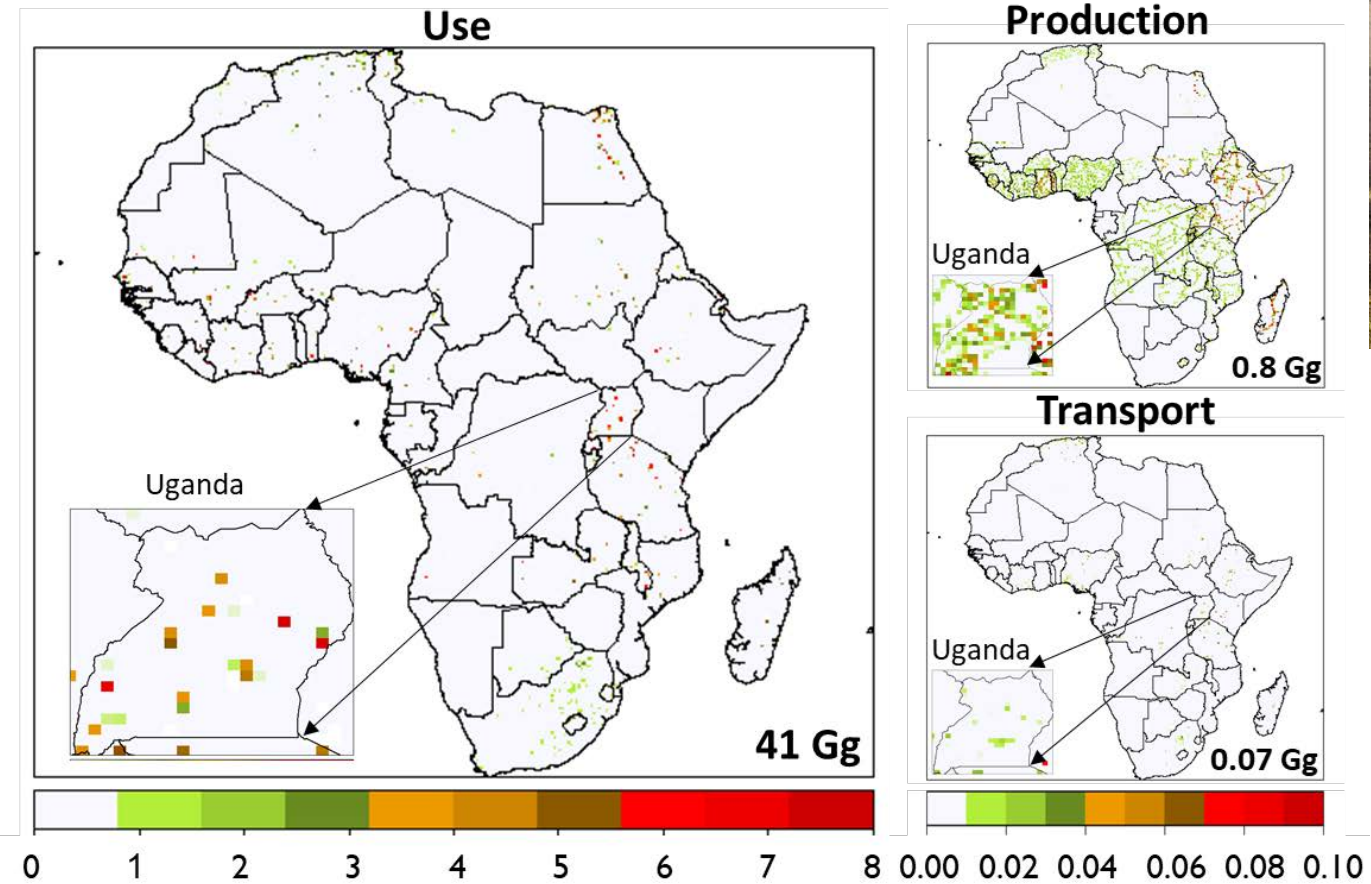 Use
Uganda
41 Gg
0 1 2 3 4 5 6 7 8
Production
Uganda
0.8 Gg
Transport
Uganda
0.07 Gg
0.00 0.02 0.04 0.06 0.08 0.10